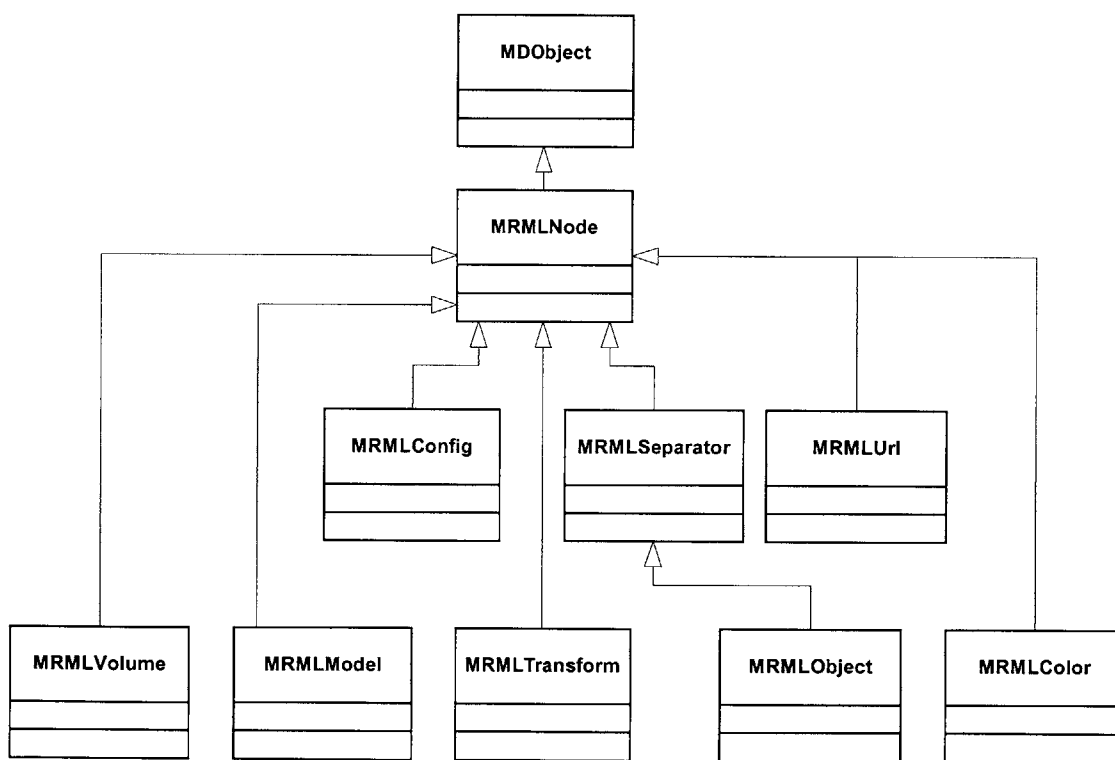 MDObject
MRMLNode
MRMLConfig
MRMLSeparator
MRMLUrl
MRMLVolume
MRMLModel
MRMLTransform
MRMLObject
MRMLColor